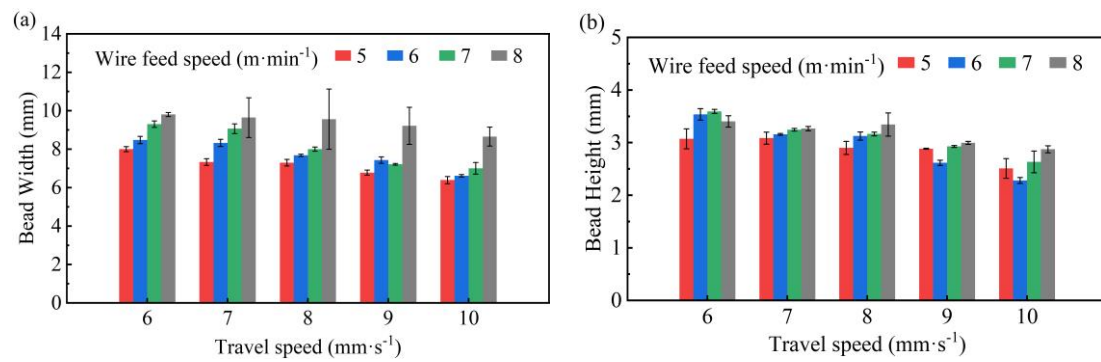 (a)
14
12
10
8
6
4
2
0
Bead Width (mm)
Wire feed speed (m·min⁻¹) 5 6 7 8
6 7 8 9 10
Travel speed (mm·s⁻¹)
(b)
5
4
3
2
1
0
Bead Height (mm)
Wire feed speed (m·min⁻¹) 5 6 7 8
6 7 8 9 10
Travel speed (mm·s⁻¹)